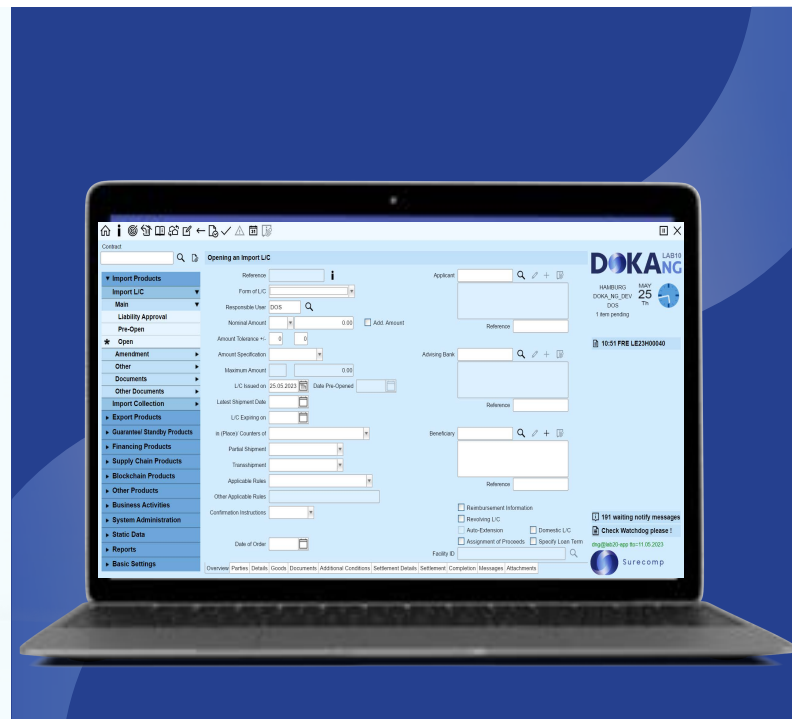 Contract
Opening an Import L/C
▼ Import Products
Import L/C ▼
Main ▼
Liability Approval
Pre-Open
* Open
Amendment ►
Other ►
Documents ►
Other Documents ►
Import Collection ►
► Export Products
► Guarantee/ Standby Products
► Financing Products
► Supply Chain Products
► Blockchain Products
► Other Products
► Business Activities
► System Administration
► Static Data
► Reports
► Basic Settings
Reference
Form of L/C
Responsible User DOS
Nominal Amount 0.00 Add. Amount
Amount Tolerance +/- 0 0
Amount Specification
Maximum Amount 0.00
L/C Issued on 25.05.2023 Date Pre-Opened
Latest Shipment Date
L/C Expiring on
in (Place)/ Counters of
Partial Shipment
Transshipment
Applicable Rules
Other Applicable Rules
Confirmation Instructions
Date of Order
Applicant
Reference
Advising Bank
Reference
Beneficiary
Reference
Reimbursement Information
Revolving L/C
Auto-Extension Domestic L/C
Assignment of Proceeds Specify Loan Term
Facility ID
Overview Parties Details Goods Documents Additional Conditions Settlement Details Settlement Completion Messages Attachments
DOKA LAB10
NG
HAMBURG
DOKA_NG_DEV
DOS
1 item pending
MAY
25
Th
10:51 FRE LE23H00040
191 waiting notify messages
Check Watchdog please !
dng@lab20-app lts=11.05.2023
Surecomp